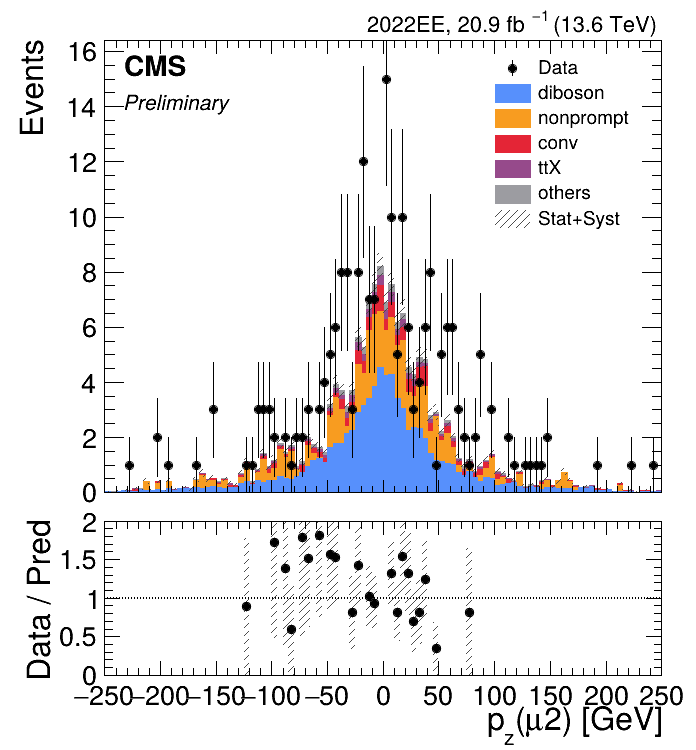 2022EE, 20.9 fb⁻¹ (13.6 TeV)
Events
CMS
Preliminary
Data
diboson
nonprompt
conv
ttX
others
Stat+Syst
16
14
12
10
8
6
4
2
0
Data / Pred
2
1.5
1
0.5
0
−250 −200 −150 −100 −50 0 50 100 150 200 250
p_z(μ2) [GeV]